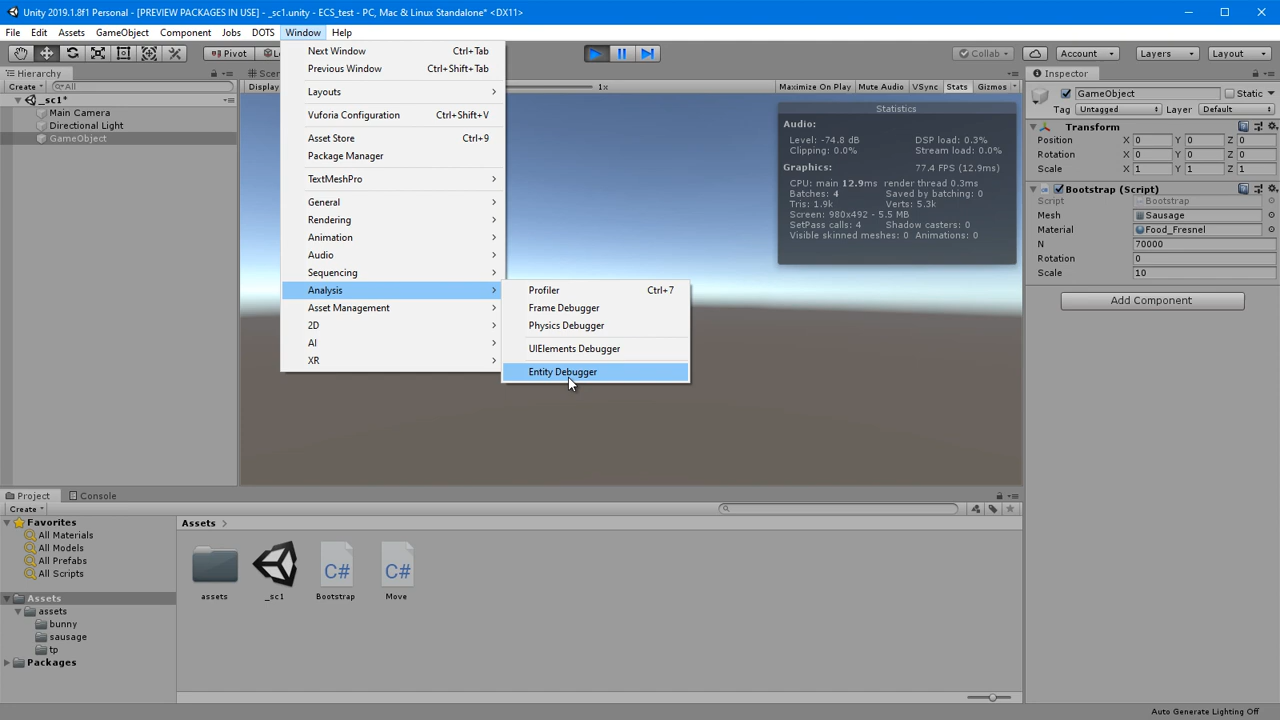 Unity 2019.1.8f1 Personal - [PREVIEW PACKAGES IN USE] - _sc1.unity - ECS_test - PC, Mac & Linux Standalone* <DX11>
File Edit Assets GameObject Component Jobs DOTS Window Help
Pivot
Collab
Account
Layers
Layout
Hierarchy
Create
All
_sc1*
Main Camera
Directional Light
GameObject
Display
1x
Maximize On Play
Mute Audio
VSync
Stats
Gizmos
Next Window Ctrl+Tab
Previous Window Ctrl+Shift+Tab
Layouts
Vuforia Configuration Ctrl+Shift+V
Asset Store Ctrl+9
Package Manager
TextMeshPro
General
Rendering
Animation
Audio
Sequencing
Analysis
Asset Management
2D
AI
XR
Profiler Ctrl+7
Frame Debugger
Physics Debugger
UIElements Debugger
Entity Debugger
Statistics
Audio:
Level: -74.8 dB DSP load: 0.3%
Clipping: 0.0% Stream load: 0.0%
Graphics: 77.4 FPS (12.9ms)
CPU: main 12.9ms render thread 0.3ms
Batches: 4 Saved by batching: 0
Tris: 1.9k Verts: 5.3k
Screen: 980x492 - 5.5 MB
SetPass calls: 4 Shadow casters: 0
Visible skinned meshes: 0 Animations: 0
Inspector
GameObject Static
Tag Untagged Layer Default
Transform
Position X 0 Y 0 Z 0
Rotation X 0 Y 0 Z 0
Scale X 1 Y 1 Z 1
Bootstrap (Script)
Script Bootstrap
Mesh Sausage
Material Food_Fresnel
N 70000
Rotation 0
Scale 10
Add Component
Project Console
Create
Favorites
All Materials
All Models
All Prefabs
All Scripts
Assets
assets
bunny
sausage
tp
Packages
Assets
assets
_sc1
C#
Bootstrap
C#
Move
Auto Generate Lighting Off